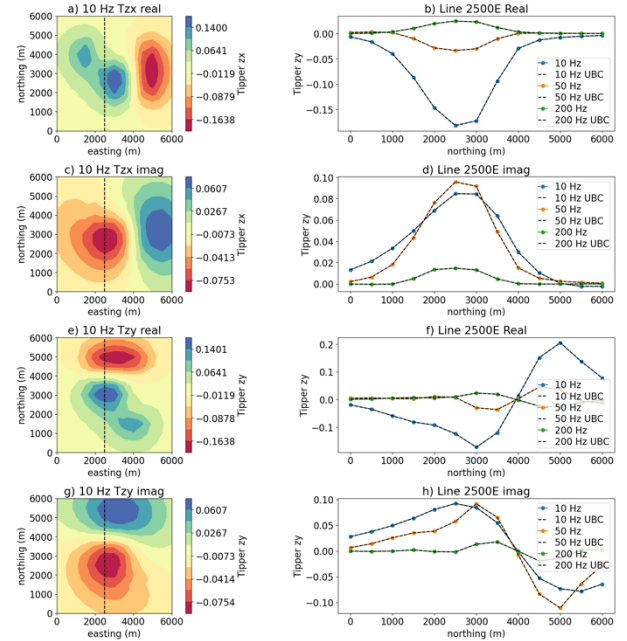 a) 10 Hz Tzx real
6000
5000
4000
3000
2000
1000
0
northing (m)
0 2000 4000 6000
easting (m)
0.1400
0.0641
−0.0119
−0.0879
−0.1638
Tipper zx
b) Line 2500E Real
0.00
−0.05
−0.10
−0.15
Tipper zy
10 Hz
10 Hz UBC
50 Hz
50 Hz UBC
200 Hz
200 Hz UBC
0 1000 2000 3000 4000 5000 6000
northing (m)
c) 10 Hz Tzx imag
6000
5000
4000
3000
2000
1000
0
northing (m)
0 2000 4000 6000
easting (m)
0.0607
0.0267
−0.0073
−0.0413
−0.0753
Tipper zx
d) Line 2500E imag
0.10
0.08
0.06
0.04
0.02
0.00
Tipper zy
10 Hz
10 Hz UBC
50 Hz
50 Hz UBC
200 Hz
200 Hz UBC
0 1000 2000 3000 4000 5000 6000
northing (m)
e) 10 Hz Tzy real
6000
5000
4000
3000
2000
1000
0
northing (m)
0 2000 4000 6000
easting (m)
0.1401
0.0641
−0.0119
−0.0878
−0.1638
Tipper zy
f) Line 2500E Real
0.2
0.1
0.0
−0.1
Tipper zy
10 Hz
10 Hz UBC
50 Hz
50 Hz UBC
200 Hz
200 Hz UBC
0 1000 2000 3000 4000 5000 6000
northing (m)
g) 10 Hz Tzy imag
6000
5000
4000
3000
2000
1000
0
northing (m)
0 2000 4000 6000
easting (m)
0.0607
0.0267
−0.0073
−0.0414
−0.0754
Tipper zy
h) Line 2500E imag
0.10
0.05
0.00
−0.05
−0.10
Tipper zy
10 Hz
10 Hz UBC
50 Hz
50 Hz UBC
200 Hz
200 Hz UBC
0 1000 2000 3000 4000 5000 6000
northing (m)